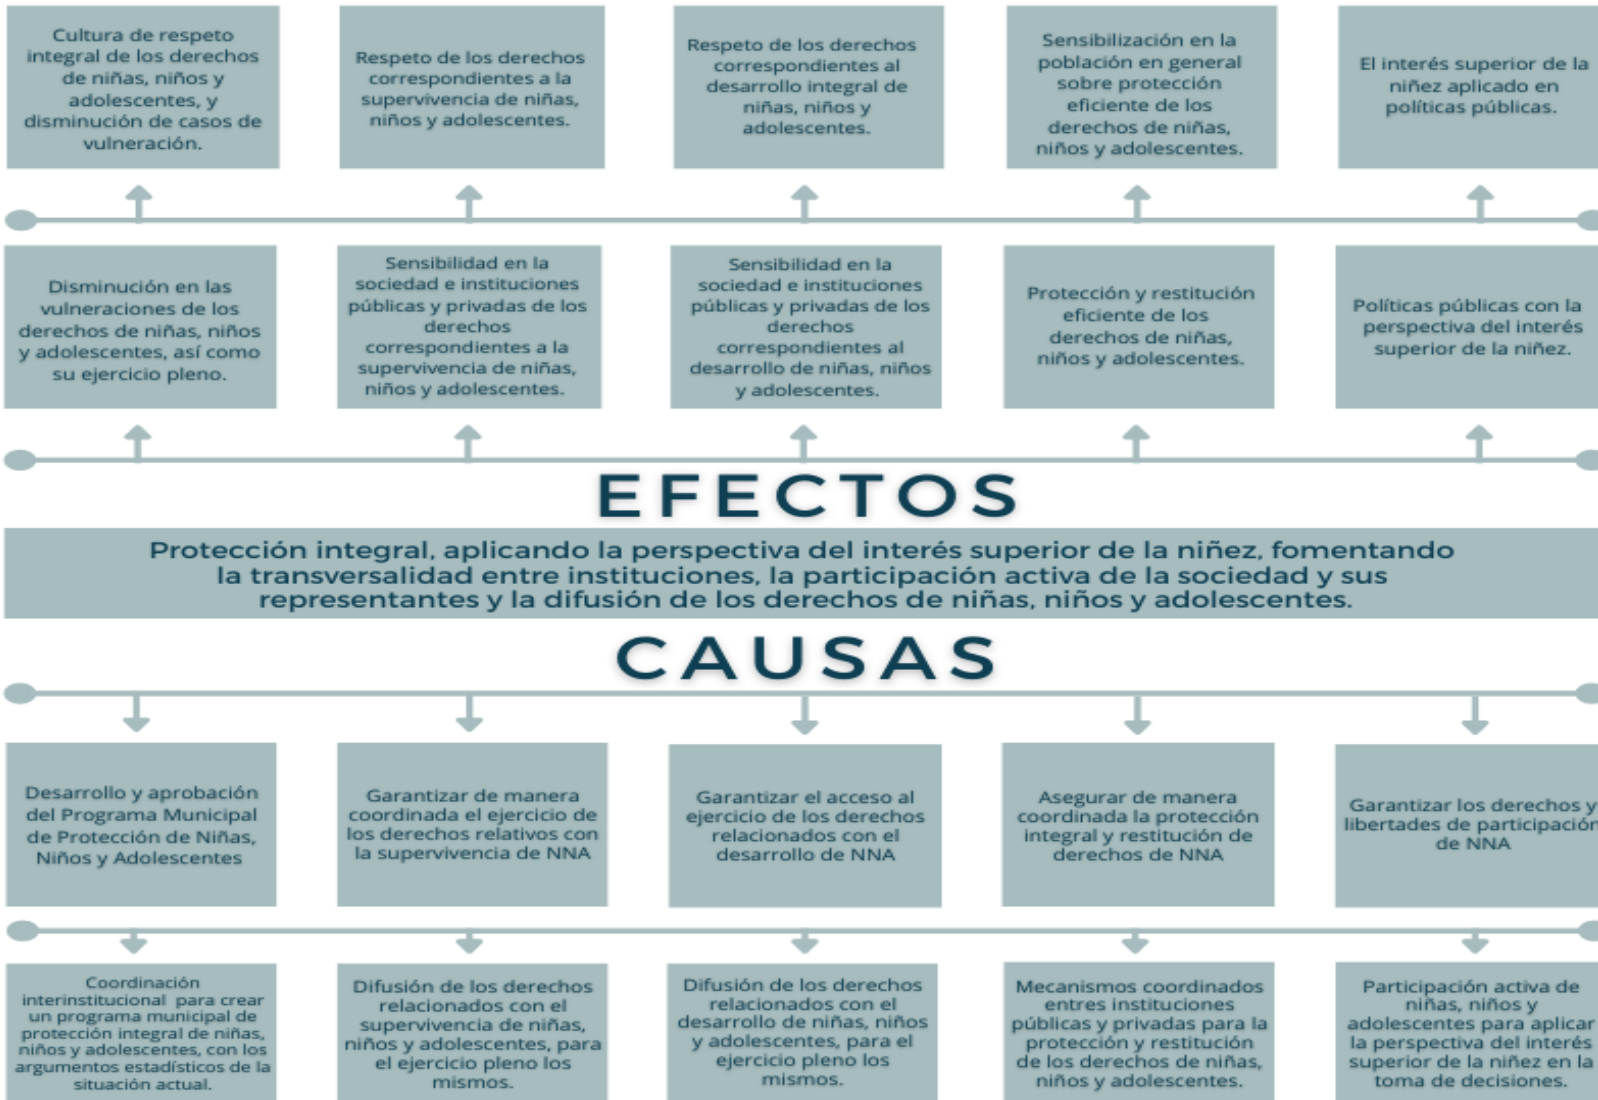 Cultura de respeto
integral de los derechos
de niñas, niños y
adolescentes, y
disminución de casos de
vulneración.
Respeto de los derechos
correspondientes a la
supervivencia de niñas,
niños y adolescentes.
Respeto de los derechos
correspondientes al
desarrollo integral de
niñas, niños y
adolescentes.
Sensibilización en la
población en general
sobre protección
eficiente de los
derechos de niñas,
niños y adolescentes.
El interés superior de la
niñez aplicado en
políticas públicas.
Disminución en las
vulneraciones de los
derechos de niñas, niños
y adolescentes, así como
su ejercicio pleno.
Sensibilidad en la
sociedad e instituciones
públicas y privadas de los
derechos
correspondientes a la
supervivencia de niñas,
niños y adolescentes.
Sensibilidad en la
sociedad e instituciones
públicas y privadas de los
derechos
correspondientes al
desarrollo de niñas, niños
y adolescentes.
Protección y restitución
eficiente de los
derechos de niñas,
niños y adolescentes.
Políticas públicas con la
perspectiva del interés
superior de la niñez.
EFECTOS
Protección integral, aplicando la perspectiva del interés superior de la niñez, fomentando
la transversalidad entre instituciones, la participación activa de la sociedad y sus
representantes y la difusión de los derechos de niñas, niños y adolescentes.
CAUSAS
Desarrollo y aprobación
del Programa Municipal
de Protección de Niñas,
Niños y Adolescentes
Garantizar de manera
coordinada el ejercicio de
los derechos relativos con
la supervivencia de NNA
Garantizar el acceso al
ejercicio de los derechos
relacionados con el
desarrollo de NNA
Asegurar de manera
coordinada la protección
integral y restitución de
derechos de NNA
Garantizar los derechos y
libertades de participación
de NNA
Coordinación
interinstitucional para crear
un programa municipal de
protección integral de niñas,
niños y adolescentes, con los
argumentos estadísticos de la
situación actual.
Difusión de los derechos
relacionados con el
supervivencia de niñas,
niños y adolescentes, para
el ejercicio pleno los
mismos.
Difusión de los derechos
relacionados con el
desarrollo de niñas, niños
y adolescentes, para el
ejercicio pleno los
mismos.
Mecanismos coordinados
entres instituciones
públicas y privadas para la
protección y restitución
de los derechos de niñas,
niños y adolescentes.
Participación activa de
niñas, niños y
adolescentes para aplicar
la perspectiva del interés
superior de la niñez en la
toma de decisiones.